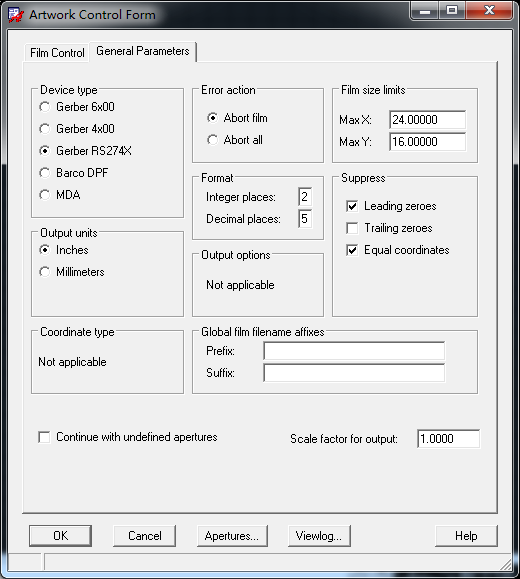 Artwork Control Form
Film Control
General Parameters
Device type
Gerber 6x00
Gerber 4x00
Gerber RS274X
Barco DPF
MDA
Error action
Abort film
Abort all
Film size limits
Max X: 24.00000
Max Y: 16.00000
Format
Integer places: 2
Decimal places: 5
Suppress
Leading zeroes
Trailing zeroes
Equal coordinates
Output units
Inches
Millimeters
Output options
Not applicable
Coordinate type
Not applicable
Global film filename affixes
Prefix:
Suffix:
Continue with undefined apertures
Scale factor for output: 1.0000
OK
Cancel
Apertures...
Viewlog...
Help